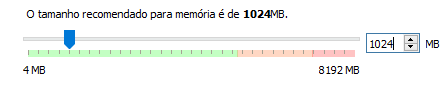 O tamanho recomendado para memória é de 1024MB.
1024 MB
4 MB 8192 MB